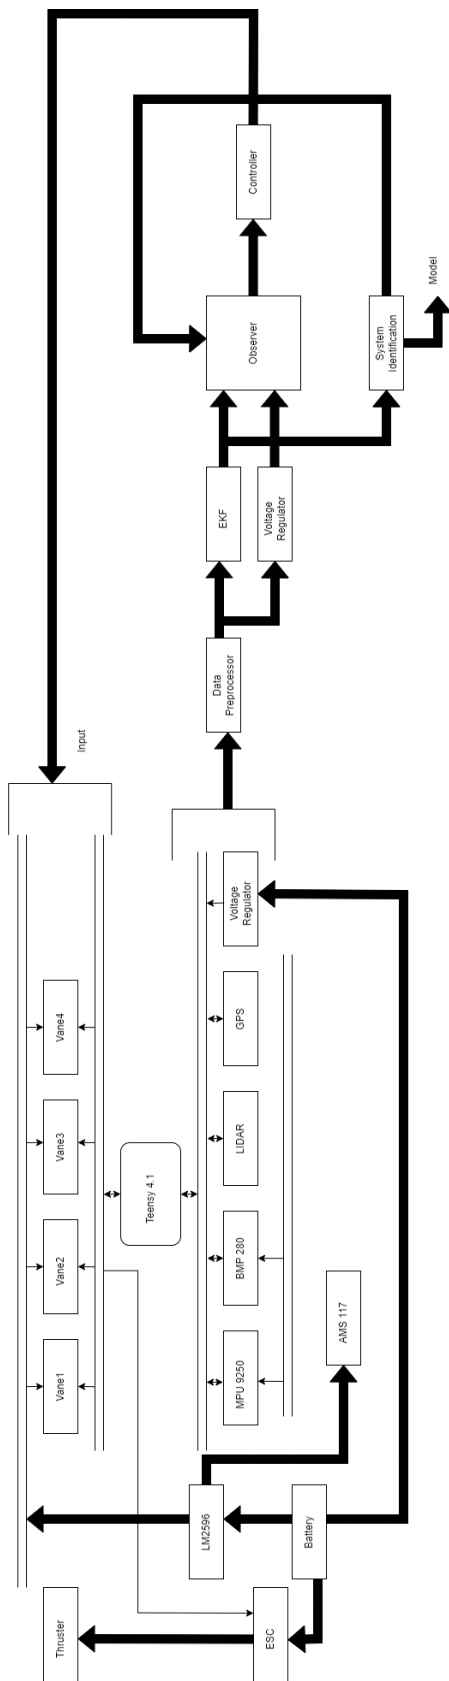 Thruster
Vane1
Vane2
Vane3
Vane4
Input
Teensy 4.1
LM2596
MPU 9250
BMP 280
LIDAR
GPS
Voltage
Regulator
Data
Preprocessor
EKF
Observer
Controller
ESC
Voltage
Regulator
Battery
AMS 117
System
Identification
Model